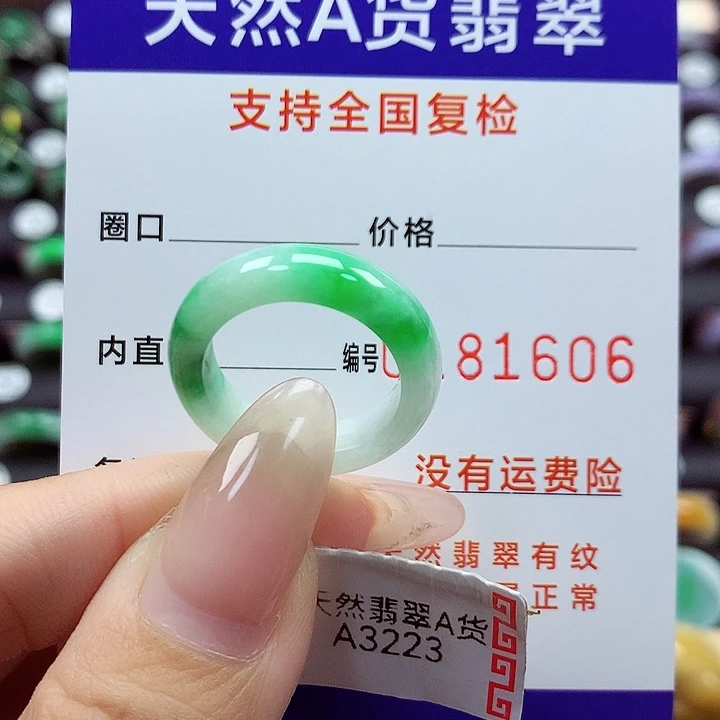 天然A货翡翠
支持全国复检
圈口 价格
内直 编号 81606
没有运费险
然翡翠有纹
正常
天然翡翠A货
A3223